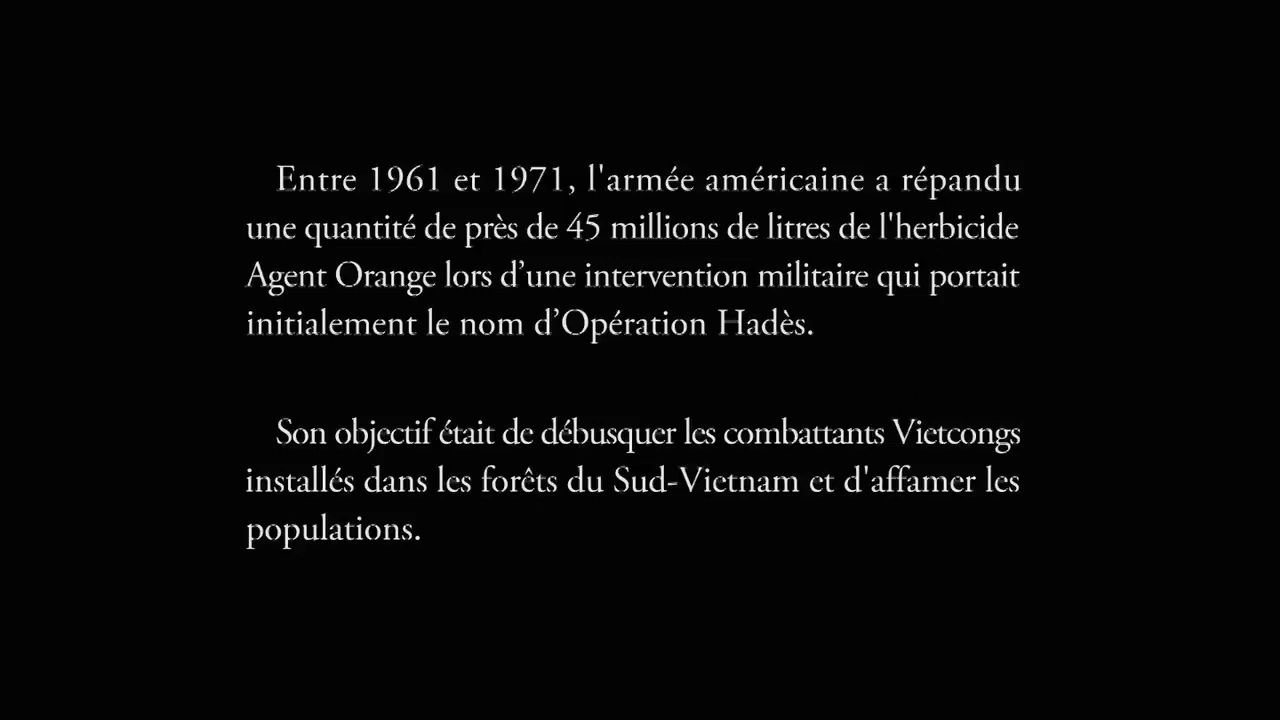 Entre 1961 et 1971, l'armée américaine a répandu
une quantité de près de 45 millions de litres de l'herbicide
Agent Orange lors d’une intervention militaire qui portait
initialement le nom d’Opération Hadès.
Son objectif était de débusquer les combattants Vietcongs
installés dans les forêts du Sud-Vietnam et d'affamer les
populations.